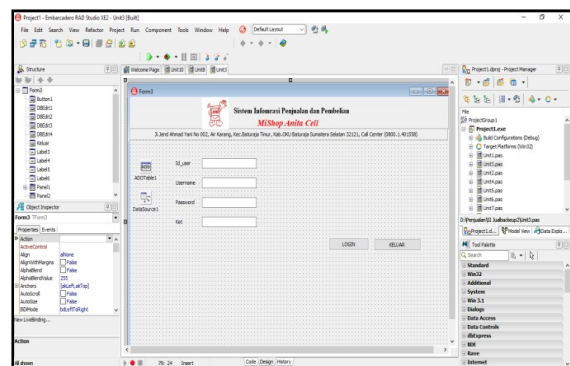 Project1 - Embarcadero RAD Studio XE2 - Unit3 [Built]
File Edit Search View Refactor Project Run Component Tools Window Help
Default Layout
Structure
Form3
Button1
DBEdit1
DBEdit2
DBEdit3
DBEdit4
Keluar
Label3
Label4
Label5
Label6
Panel1
Panel2
Object Inspector
Form3 TForm3
Properties Events
Action
ActiveControl
Align alNone
AlignWithMargins False
AlphaBlend False
AlphaBlendValue 255
Anchors [akLeft,akTop]
AutoScroll False
AutoSize False
BiDiMode bdLeftToRight
New LiveBinding...
Action
All shown
Welcome Page Unit10 Unit8 Unit3
Form3
Sistem Infomrasi Penjualan dan Pembelian
MiShop Anita Cell
Jl.Jend Ahmad Yani No 002, Air Karang, Kec.Baturaja Timur, Kab.OKU Baturaja Sumatera Selatan 32121, Call Center (0800.1.401558)
ADOTable1
DataSource1
Id_user
Username
Password
Ket
LOGIN
KELUAR
76: 24 Insert
Code Design History
Project1.dproj - Project Manager
File
ProjectGroup1
Project1.exe
Build Configurations (Debug)
Target Platforms (Win32)
Unit1.pas
Unit2.pas
Unit3.pas
Unit4.pas
Unit5.pas
Unit6.pas
Unit7.pas
Project1.d... Model View Data Explo...
Tool Palette
Search
Standard
Win32
Additional
System
Win 3.1
Dialogs
Data Access
Data Controls
dbExpress
BDE
Rave
Internet